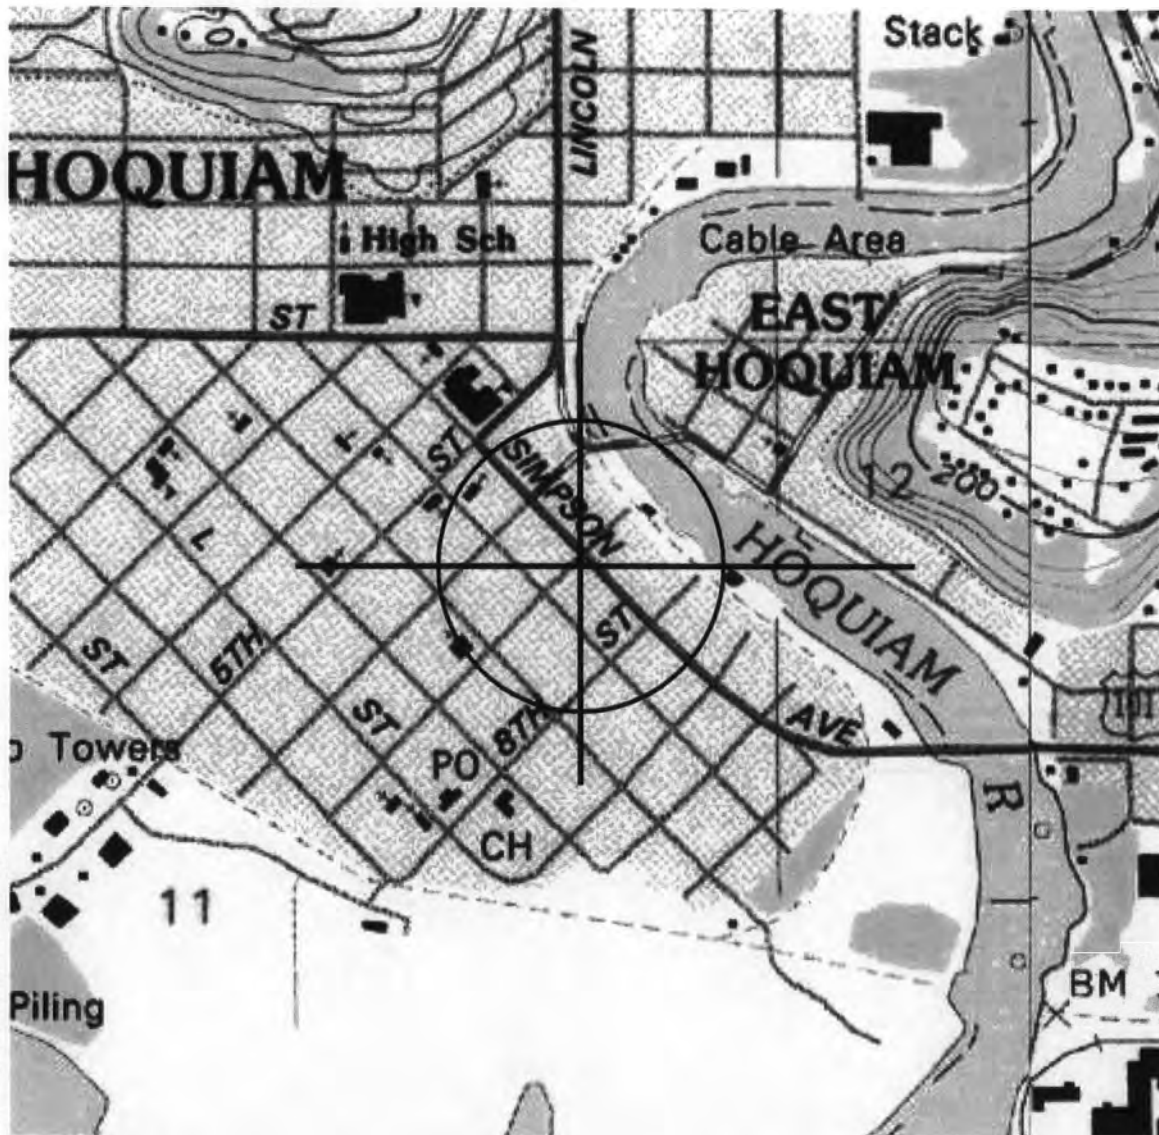 Stack
LINCOLN
HOQUIAM
High Sch
Cable Area
ST
EAST
HOQUIAM
ST
SIMPSON
200
12
L
HOQUIAM
ST
5TH
ST
ST
8TH
AVE
101
Towers
PO
R
CH
11
BM
Piling